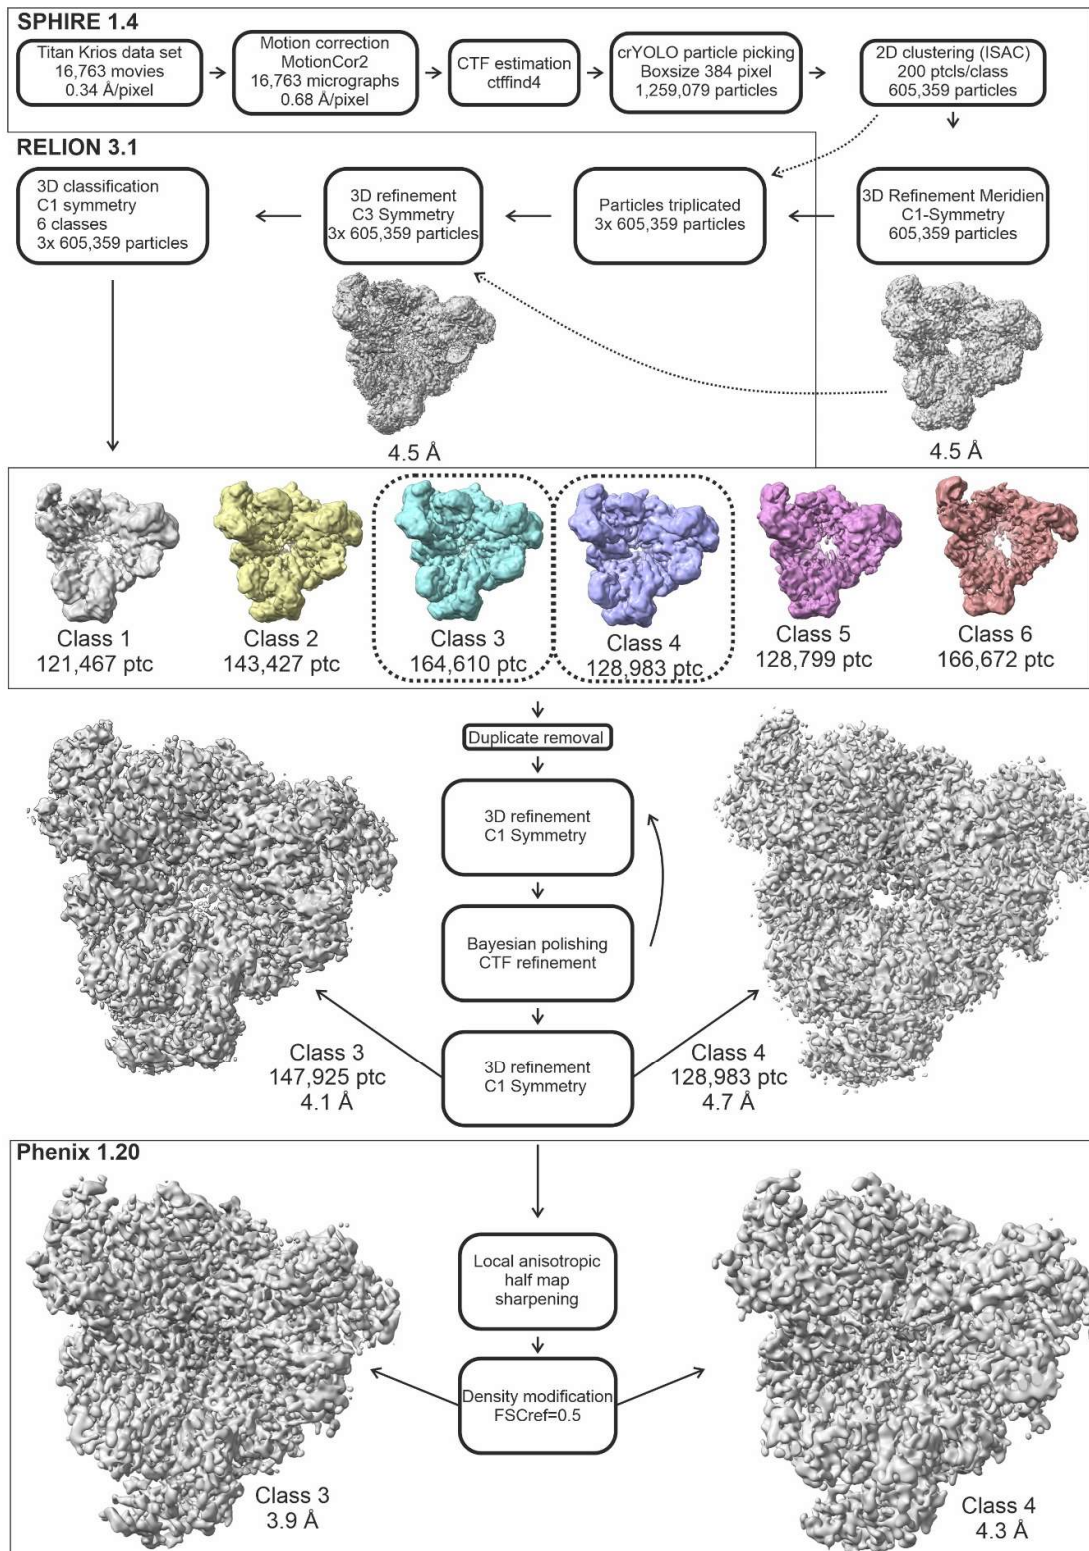 SPHIRE 1.4
Titan Krios data set
16,763 movies
0.34 Å/pixel
Motion correction
MotionCor2
16,763 micrographs
0.68 Å/pixel
CTF estimation
ctffind4
crYOLO particle picking
Boxsize 384 pixel
1,259,079 particles
2D clustering (ISAC)
200 ptcls/class
605,359 particles
RELION 3.1
3D classification
C1 symmetry
6 classes
3x 605,359 particles
3D refinement
C3 Symmetry
3x 605,359 particles
Particles triplicated
3x 605,359 particles
3D Refinement Meridien
C1-Symmetry
605,359 particles
4.5 Å
4.5 Å
Class 1
121,467 ptc
Class 2
143,427 ptc
Class 3
164,610 ptc
Class 4
128,983 ptc
Class 5
128,799 ptc
Class 6
166,672 ptc
Duplicate removal
3D refinement
C1 Symmetry
Bayesian polishing
CTF refinement
3D refinement
C1 Symmetry
Class 3
147,925 ptc
4.1 Å
Class 4
128,983 ptc
4.7 Å
Phenix 1.20
Local anisotropic
half map
sharpening
Density modification
FSCref=0.5
Class 3
3.9 Å
Class 4
4.3 Å